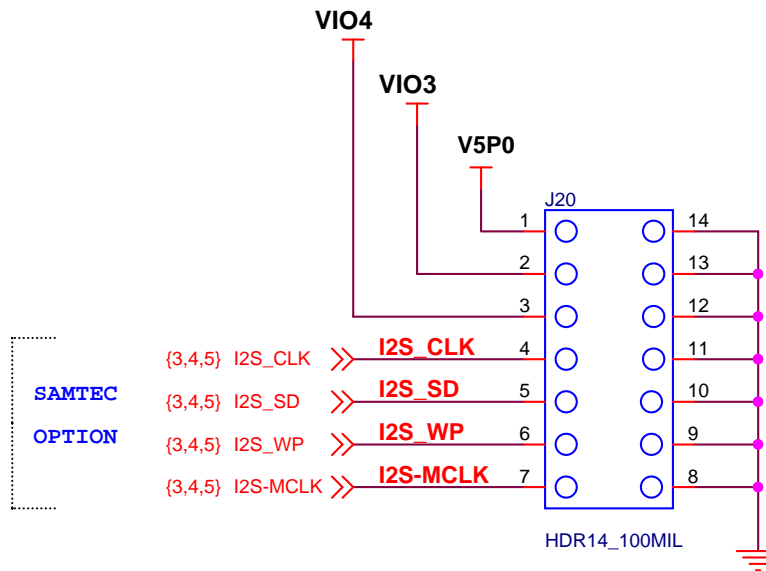 VIO4
VIO3
V5P0
J20
1 14
2 13
3 12
{3,4,5} I2S_CLK I2S_CLK 4 11
SAMTEC {3,4,5} I2S_SD I2S_SD 5 10
OPTION {3,4,5} I2S_WP I2S_WP 6 9
{3,4,5} I2S-MCLK I2S-MCLK 7 8
HDR14_100MIL